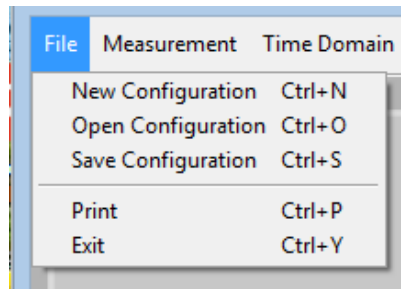 File Measurement Time Domain
New Configuration Ctrl+N
Open Configuration Ctrl+O
Save Configuration Ctrl+S
Print Ctrl+P
Exit Ctrl+Y